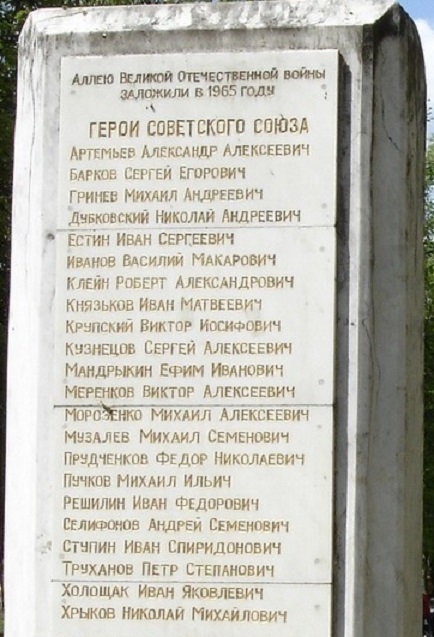 Аллею Великой Отечественной войны
заложили в 1965 году
Герои Советского Союза
Артемьев Александр Алексеевич
Барков Сергей Егорович
Гринев Михаил Андреевич
Дубковский Николай Андреевич
Естин Иван Сергеевич
Иванов Василий Макарович
Клейн Роберт Александрович
Князьков Иван Матвеевич
Крупский Виктор Иосифович
Кузнецов Сергей Алексеевич
Мандрыкин Ефим Иванович
Меренков Виктор Алексеевич
Морозенко Михаил Алексеевич
Музалев Михаил Семенович
Прудченков Федор Николаевич
Пучков Михаил Ильич
Решилин Иван Федорович
Селифонов Андрей Семенович
Ступин Иван Спиридонович
Труханов Петр Степанович
Холощак Иван Яковлевич
Хрыков Николай Михайлович